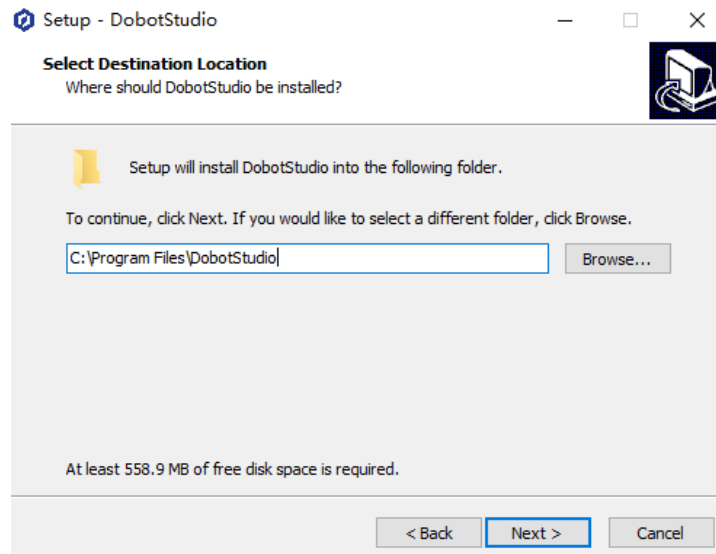 Setup - DobotStudio
Select Destination Location
Where should DobotStudio be installed?
Setup will install DobotStudio into the following folder.
To continue, click Next. If you would like to select a different folder, click Browse.
C:\Program Files\DobotStudio
Browse...
At least 558.9 MB of free disk space is required.
< Back
Next >
Cancel